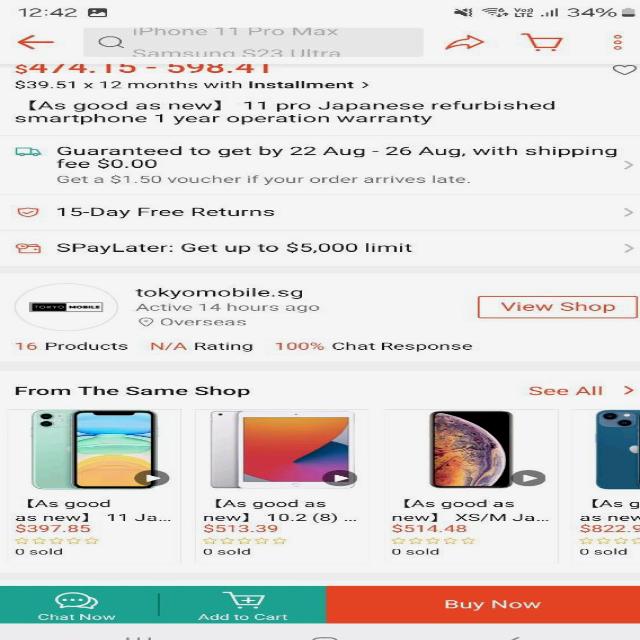 12:42
Vo) LTE
34%
iPhone 11 Pro Max
Samsung S23 Ultra
$474.15 - 598.41
$39.51 x 12 months with Installment >
【As good as new】 11 pro Japanese refurbished
smartphone 1 year operation warranty
Guaranteed to get by 22 Aug - 26 Aug, with shipping
fee $0.00
Get a $1.50 voucher if your order arrives late.
15-Day Free Returns
SPayLater: Get up to $5,000 limit
TOKYO MOBILE
tokyomobile.sg
Active 14 hours ago
Overseas
View Shop
16 Products N/A Rating 100% Chat Response
From The Same Shop
See All >
【As good
as new】 11 Ja...
$397.85
0 sold
【As good
as new】 10.2 (8) ...
$513.39
0 sold
【As good
as new】 XS/M Ja...
$514.48
0 sold
【As g
as new
$822.9
0 sold
Chat Now
Add to Cart
Buy Now